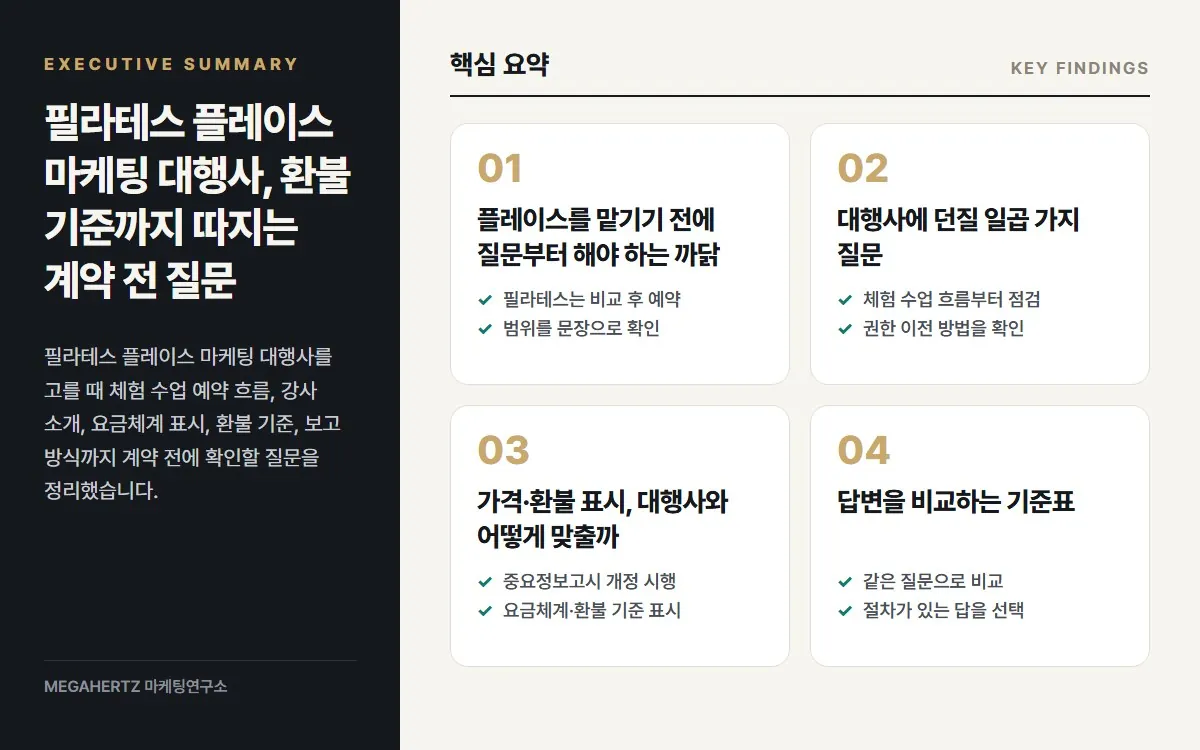 EXECUTIVE SUMMARY
필라테스 플레이스
마케팅 대행사, 환불
기준까지 따지는
계약 전 질문
필라테스 플레이스 마케팅 대행사를
고를 때 체험 수업 예약 흐름, 강사
소개, 요금체계 표시, 환불 기준, 보고
방식까지 계약 전에 확인할 질문을
정리했습니다.
MEGAHERTZ 마케팅연구소
핵심 요약
KEY FINDINGS
01
플레이스를 맡기기 전에
질문부터 해야 하는 까닭
필라테스는 비교 후 예약
범위를 문장으로 확인
02
대행사에 던질 일곱 가지
질문
체험 수업 흐름부터 점검
권한 이전 방법을 확인
03
가격·환불 표시, 대행사와
어떻게 맞출까
중요정보고시 개정 시행
요금체계·환불 기준 표시
04
답변을 비교하는 기준표
같은 질문으로 비교
절차가 있는 답을 선택